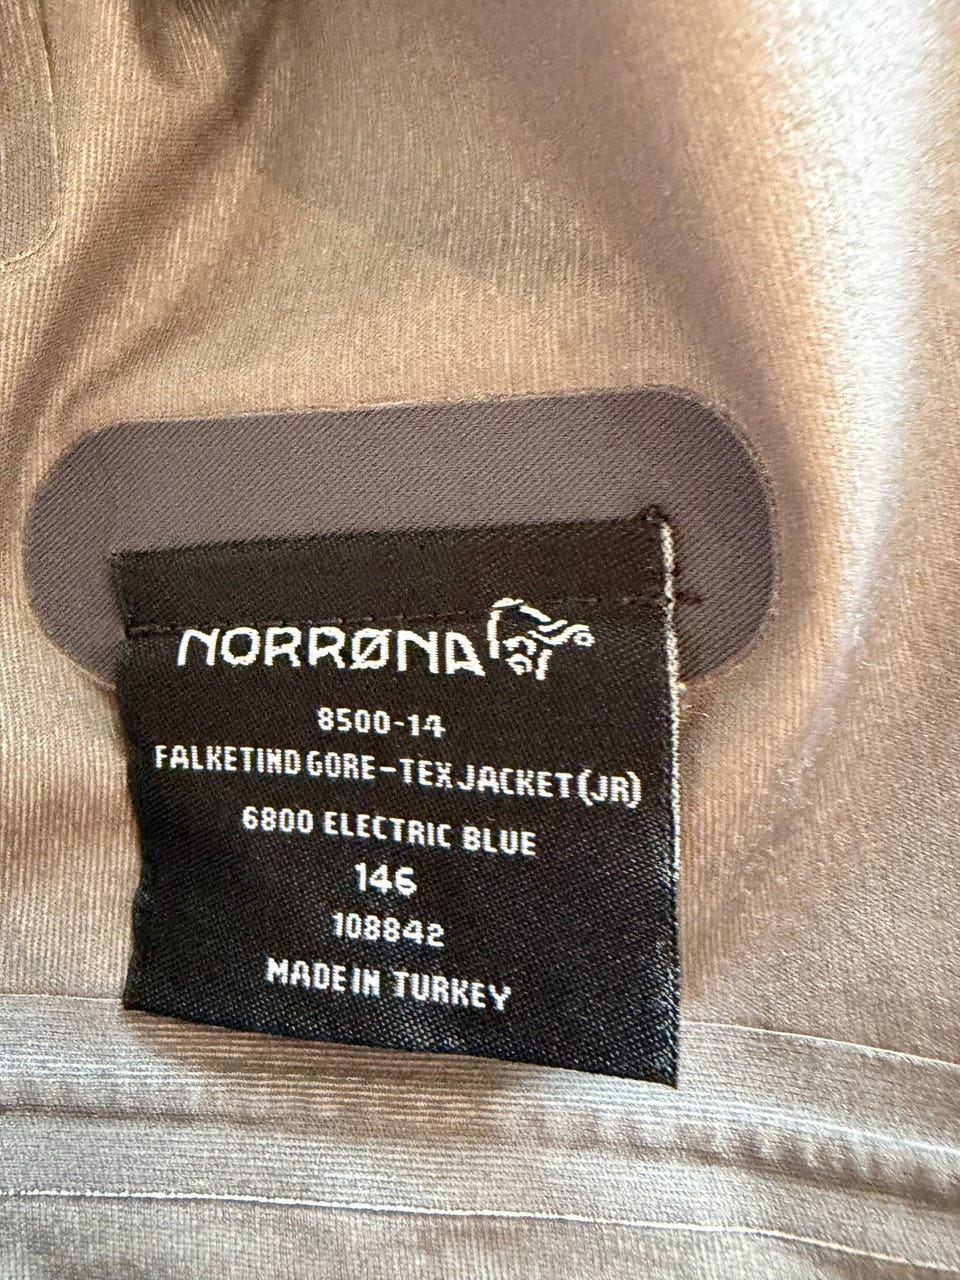 NORRØNA
8500-14
FALKETIND GORE-TEX JACKET (JR)
6800 ELECTRIC BLUE
146
108842
MADE IN TURKEY